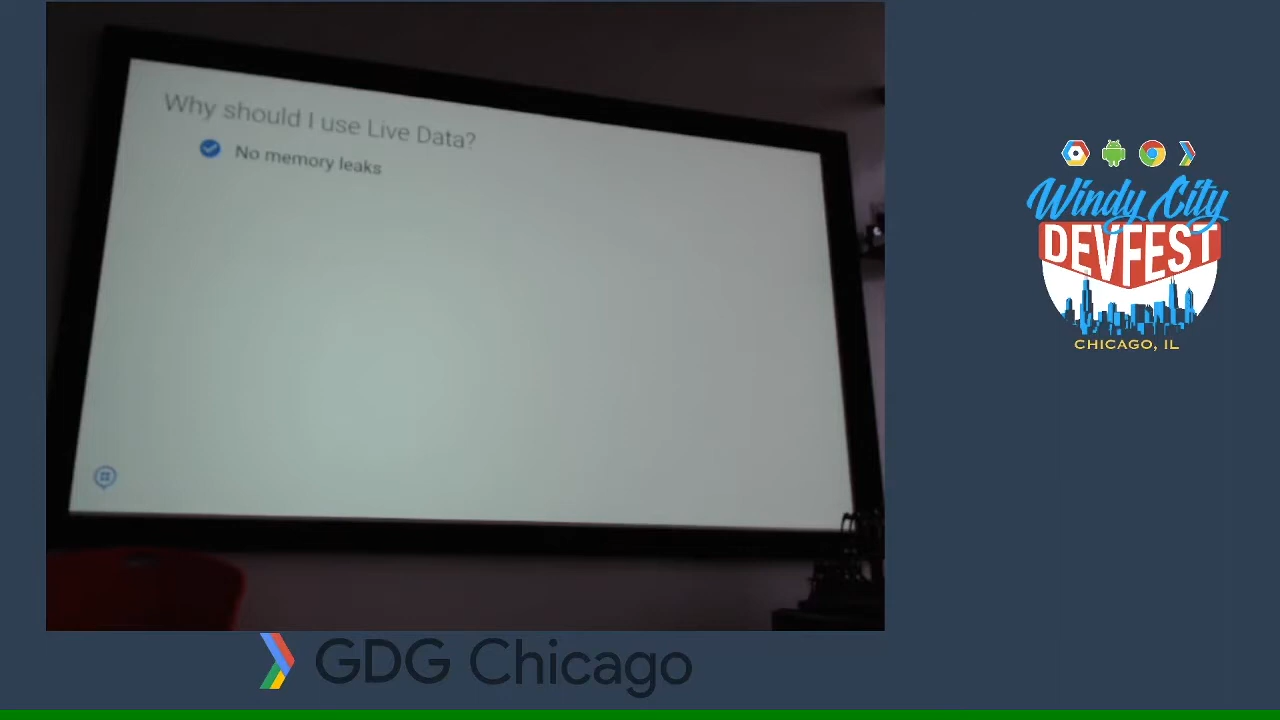 Why should I use Live Data?
No memory leaks
Windy City
DEVFEST
CHICAGO, IL
GDG Chicago